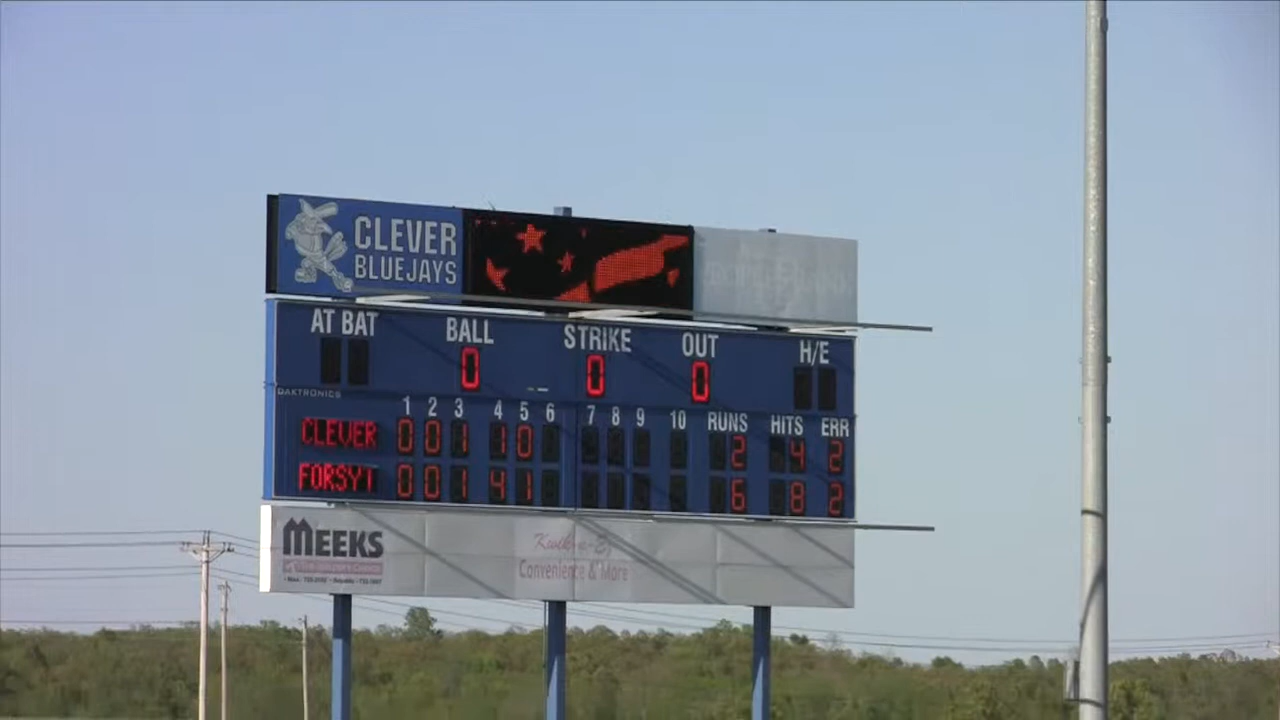 CLEVER
BLUEJAYS
AT BAT BALL STRIKE OUT H/E
0 0 0
DAKTRONICS
1 2 3 4 5 6 7 8 9 10 RUNS HITS ERR
CLEVER 0 0 1 1 0 2 4 2
FORSYT 0 0 1 4 1 6 8 2
MEEKS
Convenience & More